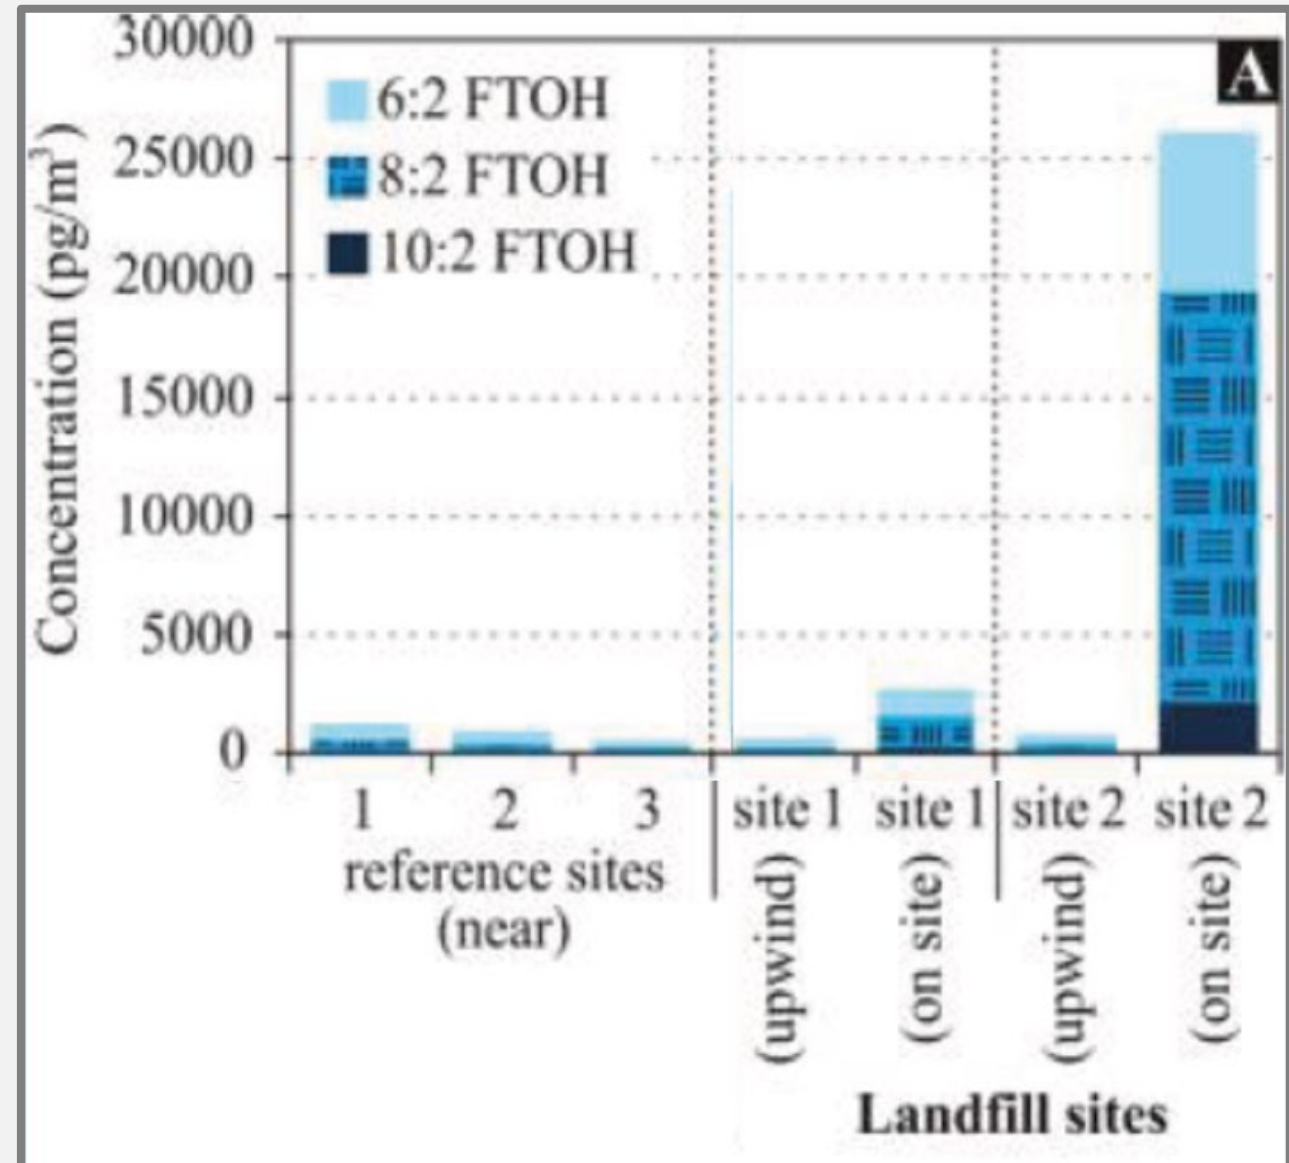 30000
A
6:2 FTOH
8:2 FTOH
10:2 FTOH
Concentration (pg/m³)
25000
20000
15000
10000
5000
0
1 2 3 site 1 site 1 site 2 site 2
reference sites
(near)
(upwind) (on site) (upwind) (on site)
Landfill sites